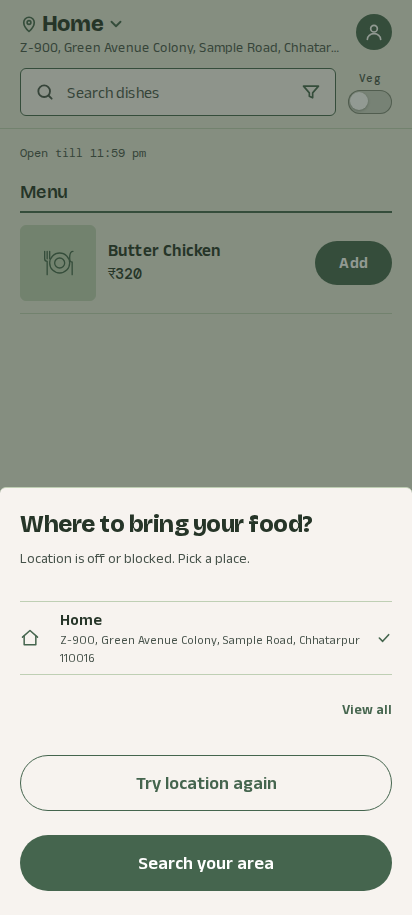 Home
Z-900, Green Avenue Colony, Sample Road, Chhatar...
Search dishes
Veg
Open till 11:59 pm
Menu
Butter Chicken
₹320
Add
Where to bring your food?
Location is off or blocked. Pick a place.
Home
Z-900, Green Avenue Colony, Sample Road, Chhatarpur
110016
View all
Try location again
Search your area